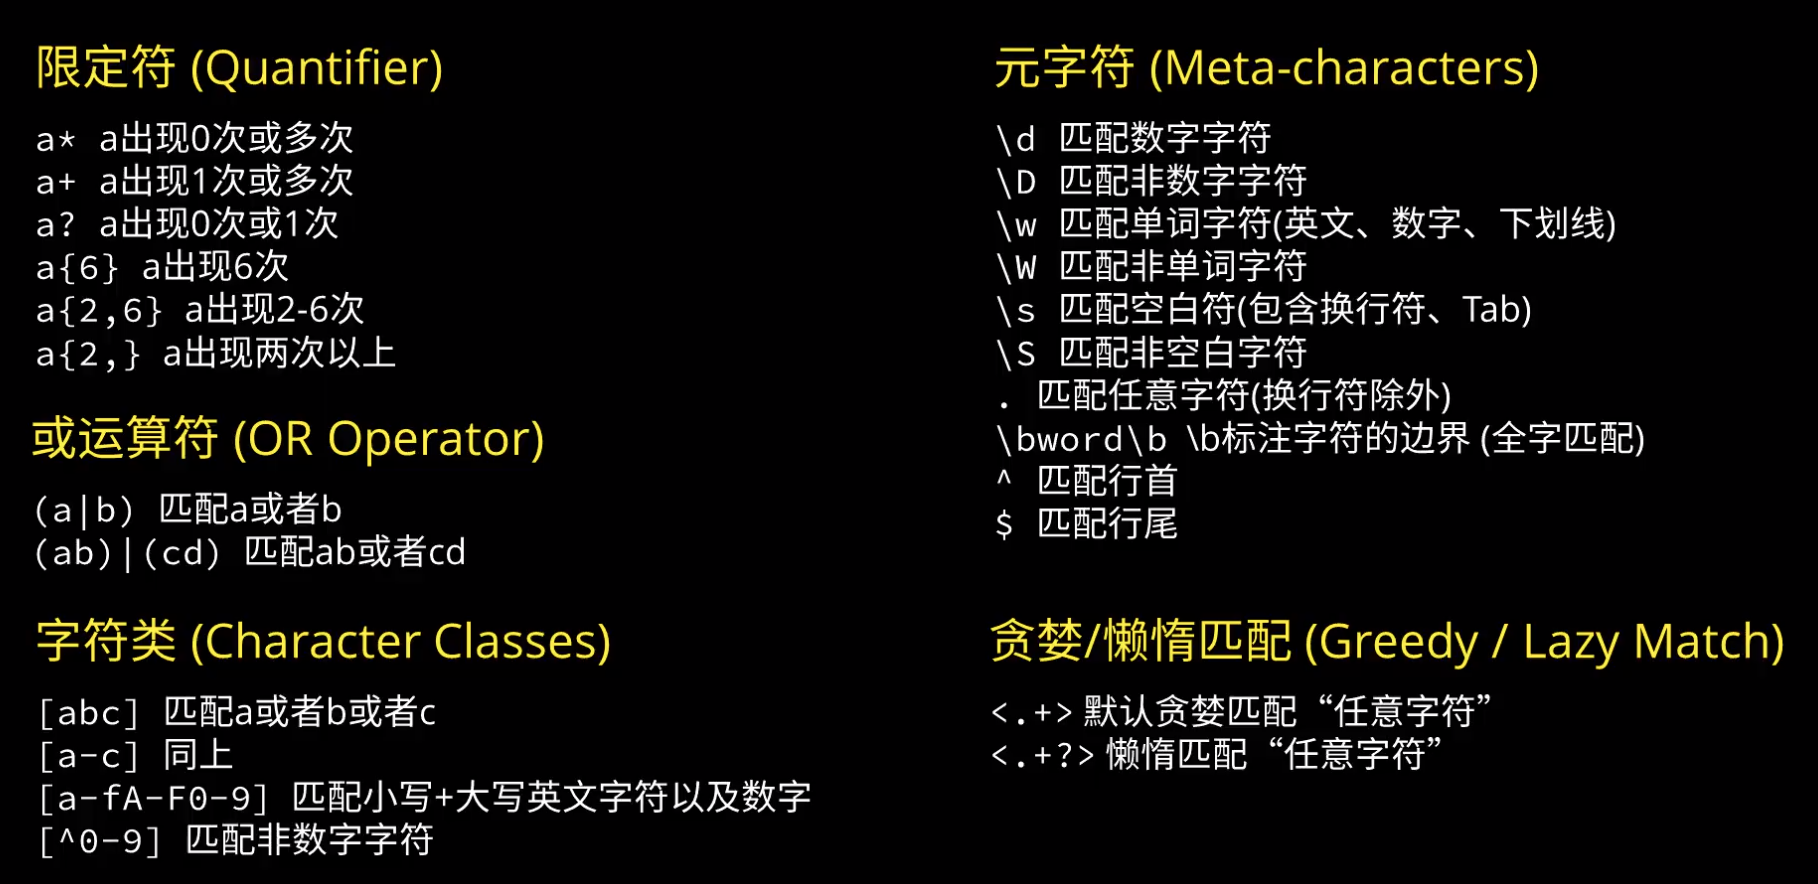 限定符 (Quantifier)
a* a出现0次或多次
a+ a出现1次或多次
a? a出现0次或1次
a{6} a出现6次
a{2,6} a出现2-6次
a{2,} a出现两次以上
或运算符 (OR Operator)
(a|b) 匹配a或者b
(ab)|(cd) 匹配ab或者cd
字符类 (Character Classes)
[abc] 匹配a或者b或者c
[a-c] 同上
[a-fA-F0-9] 匹配小写+大写英文字符以及数字
[^0-9] 匹配非数字字符
元字符 (Meta-characters)
\d 匹配数字字符
\D 匹配非数字字符
\w 匹配单词字符(英文、数字、下划线)
\W 匹配非单词字符
\s 匹配空白符(包含换行符、Tab)
\S 匹配非空白字符
. 匹配任意字符(换行符除外)
\bword\b \b标注字符的边界 (全字匹配)
^ 匹配行首
$ 匹配行尾
贪婪/懒惰匹配 (Greedy / Lazy Match)
<.+> 默认贪婪匹配“任意字符”
<.+?> 懒惰匹配“任意字符”